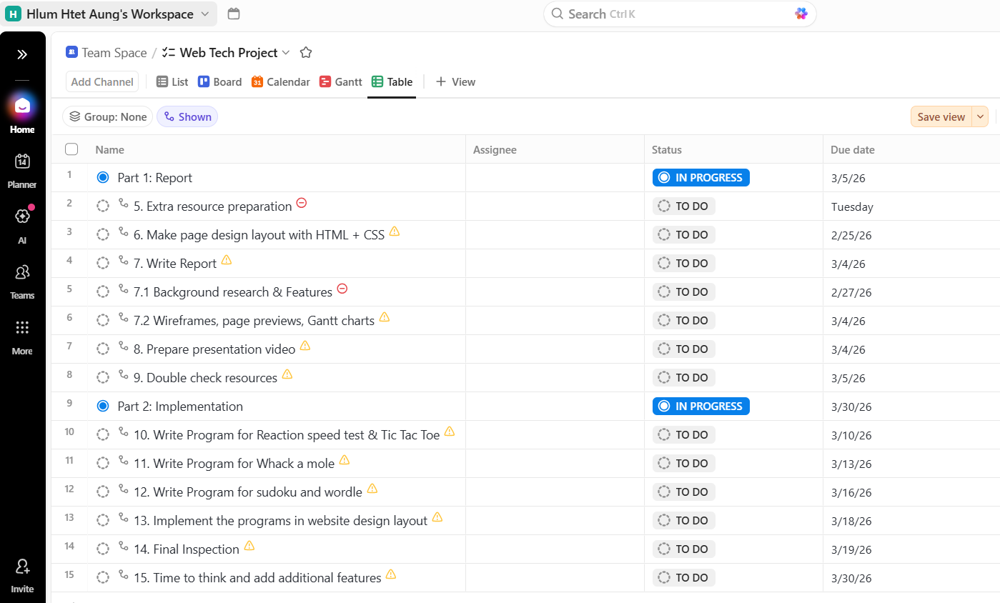 H Hlum Htet Aung's Workspace
Search Ctrl K
Team Space / Web Tech Project
Add Channel List Board 31 Calendar Gantt Table + View
Group: None Shown Save view
Home
14
Planner
AI
Teams
More
Invite
Name Assignee Status Due date
1 Part 1: Report IN PROGRESS 3/5/26
2 5. Extra resource preparation TO DO Tuesday
3 6. Make page design layout with HTML + CSS TO DO 2/25/26
4 7. Write Report TO DO 3/4/26
5 7.1 Background research & Features TO DO 2/27/26
6 7.2 Wireframes, page previews, Gantt charts TO DO 3/4/26
7 8. Prepare presentation video TO DO 3/4/26
8 9. Double check resources TO DO 3/5/26
9 Part 2: Implementation IN PROGRESS 3/30/26
10 10. Write Program for Reaction speed test & Tic Tac Toe TO DO 3/10/26
11 11. Write Program for Whack a mole TO DO 3/13/26
12 12. Write Program for sudoku and wordle TO DO 3/16/26
13 13. Implement the programs in website design layout TO DO 3/18/26
14 14. Final Inspection TO DO 3/19/26
15 15. Time to think and add additional features TO DO 3/30/26